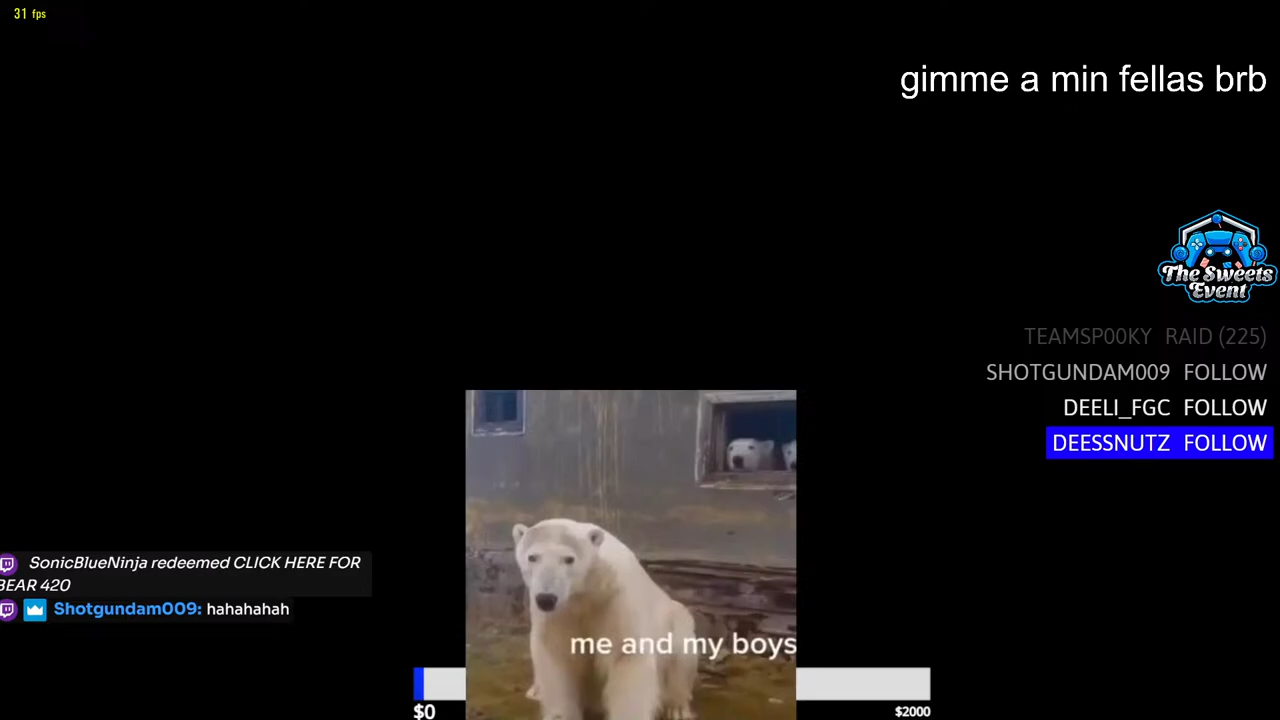 31 fps
gimme a min fellas brb
The Sweets
Event
TEAMSP00KY RAID (225)
SHOTGUNDAM009 FOLLOW
DEELI_FGC FOLLOW
DEESSNUTZ FOLLOW
SonicBlueNinja redeemed CLICK HERE FOR
BEAR 420
Shotgundam009: hahahahah
me and my boys
$0
$2000